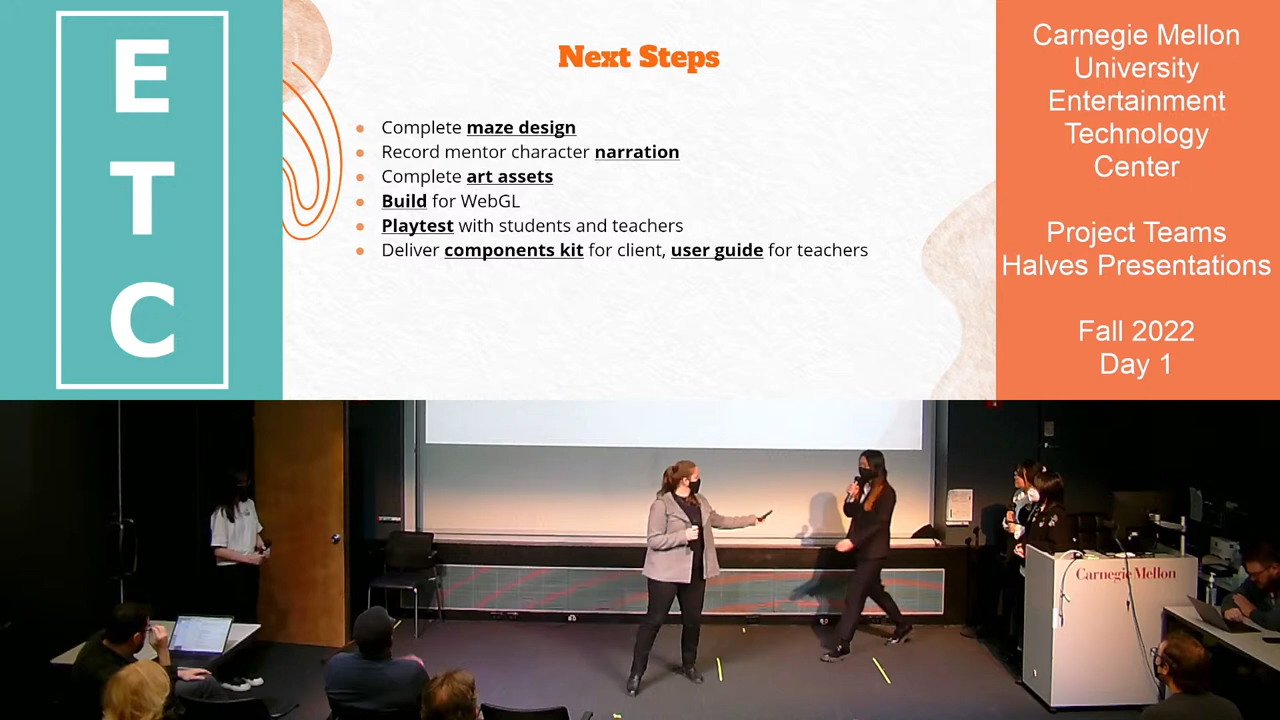 E
T
C
Next Steps
Complete maze design
Record mentor character narration
Complete art assets
Build for WebGL
Playtest with students and teachers
Deliver components kit for client, user guide for teachers
Carnegie Mellon
University
Entertainment
Technology
Center
Project Teams
Halves Presentations
Fall 2022
Day 1
Carnegie Mellon